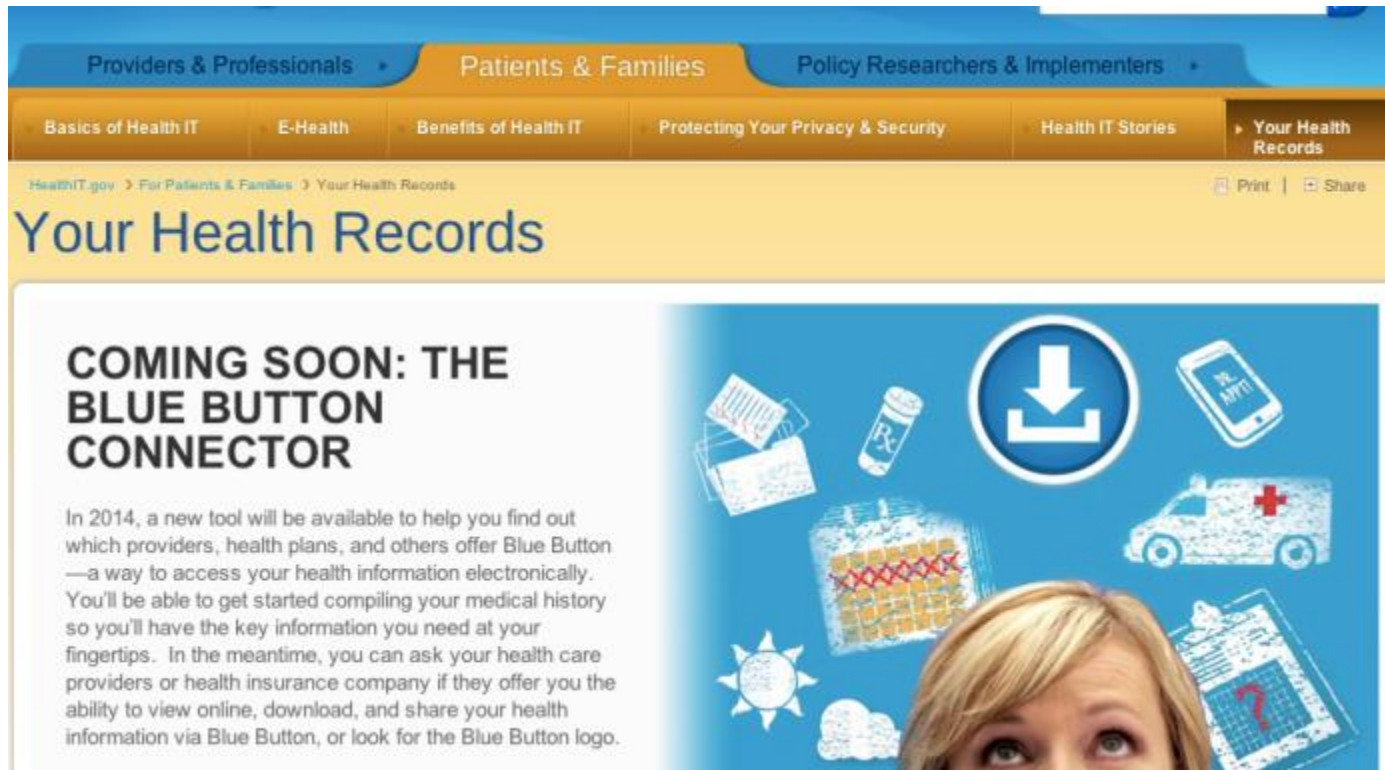 Providers & Professionals
Patients & Families
Policy Researchers & Implementers
Basics of Health IT
E-Health
Benefits of Health IT
Protecting Your Privacy & Security
Health IT Stories
Your Health
Records
HealthIT.gov > For Patients & Families > Your Health Records
Print | Share
Your Health Records
COMING SOON: THE
BLUE BUTTON
CONNECTOR
In 2014, a new tool will be available to help you find out
which providers, health plans, and others offer Blue Button
—a way to access your health information electronically.
You'll be able to get started compiling your medical history
so you'll have the key information you need at your
fingertips. In the meantime, you can ask your health care
providers or health insurance company if they offer you the
ability to view online, download, and share your health
information via Blue Button, or look for the Blue Button logo.
Rx
DR.
APPT!
?